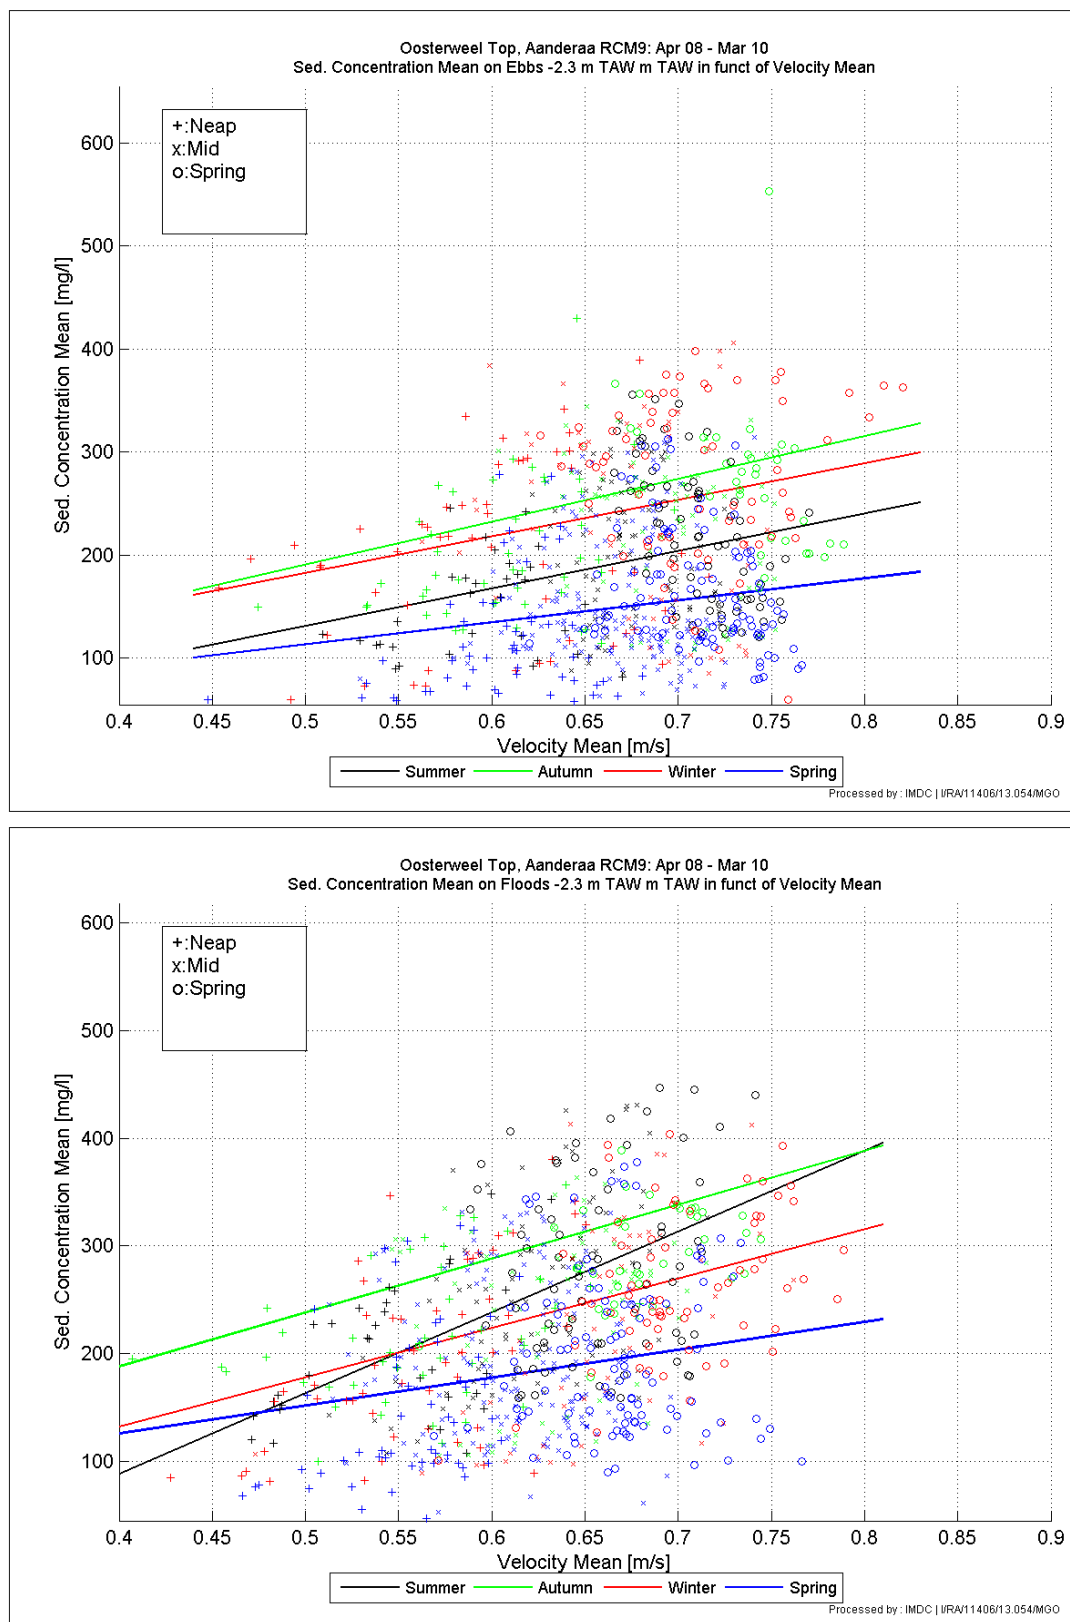 Oosterweel Top, Aanderaa RCM9: Apr 08 - Mar 10
Sed. Concentration Mean on Ebbs -2.3 m TAW m TAW in funct of Velocity Mean
+:Neap
x:Mid
o:Spring
Sed. Concentration Mean [mg/l]
600
500
400
300
200
100
0.4 0.45 0.5 0.55 0.6 0.65 0.7 0.75 0.8 0.85 0.9
Velocity Mean [m/s]
Summer Autumn Winter Spring
Processed by : IMDC | I/RA/11406/13.054/MGO
Oosterweel Top, Aanderaa RCM9: Apr 08 - Mar 10
Sed. Concentration Mean on Floods -2.3 m TAW m TAW in funct of Velocity Mean
+:Neap
x:Mid
o:Spring
Sed. Concentration Mean [mg/l]
600
500
400
300
200
100
0.4 0.45 0.5 0.55 0.6 0.65 0.7 0.75 0.8 0.85 0.9
Velocity Mean [m/s]
Summer Autumn Winter Spring
Processed by : IMDC | I/RA/11406/13.054/MGO